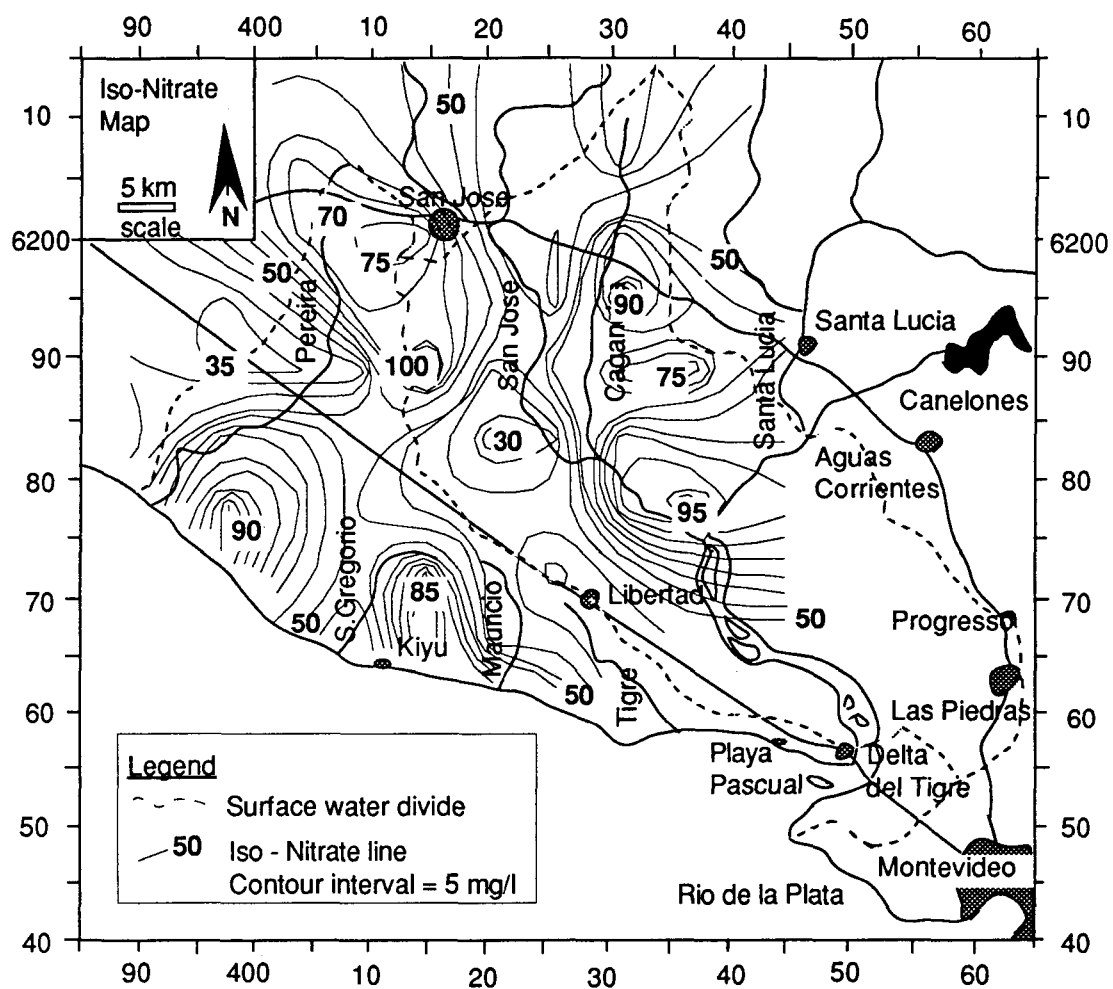 90 400 10 20 30 40 50 60
Iso-Nitrate
Map
5 km
scale
N
10
50
10
San Jose
70
6200
75
50
50
6200
90
Santa Lucia
Pereira
San Jose
Cagan
Santa Lucia
90
35
100
75
90
Canelones
30
Aguas
Corrientes
80
80
90
95
S. Gregorio
85
Mauricio
Libertad
70
70
50
Kiyu
50
Progresso
50
Tigre
60
Las Piedras
60
Playa
Pascual
Delta
del Tigre
Legend
Surface water divide
50 Iso - Nitrate line
Contour interval = 5 mg/l
50
50
Montevideo
Rio de la Plata
40
40
90 400 10 20 30 40 50 60